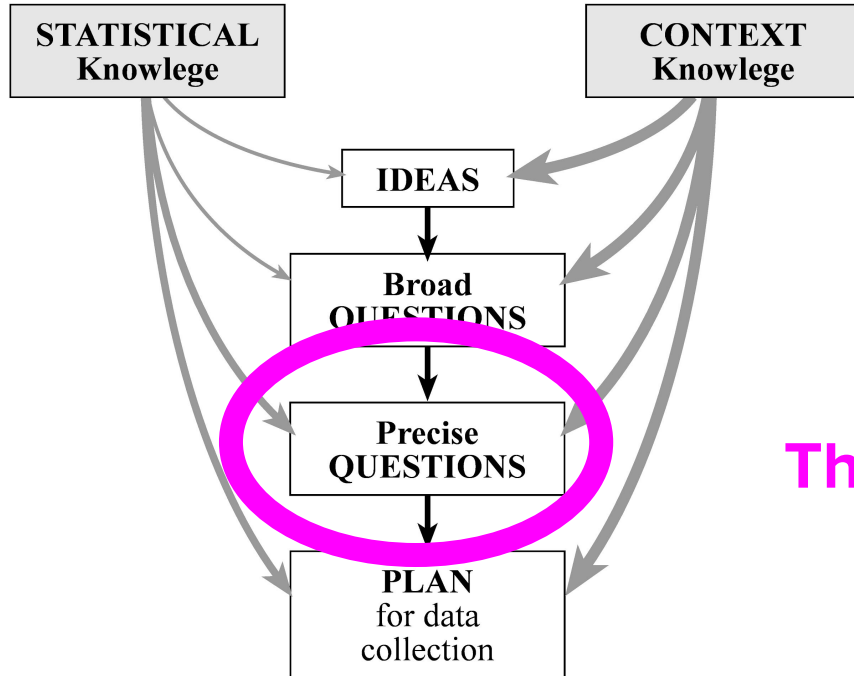 STATISTICAL
Knowlege
CONTEXT
Knowlege
IDEAS
Broad
QUESTIONS
Precise
QUESTIONS
Th
PLAN
for data
collection